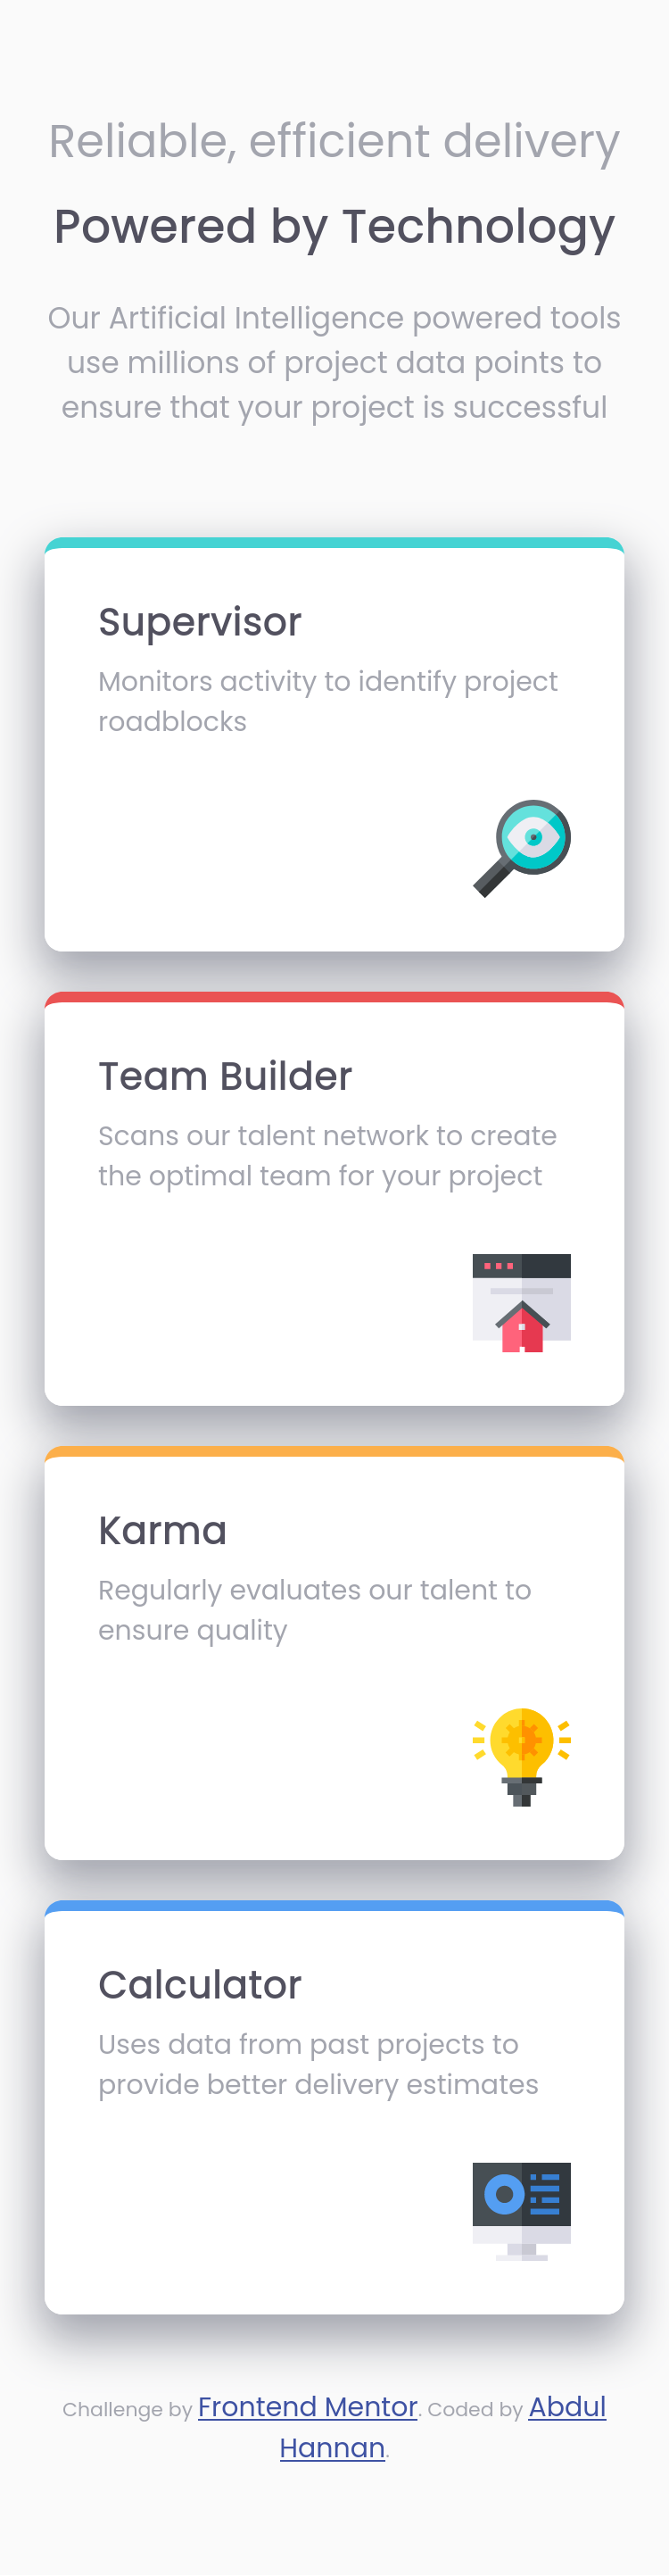 Reliable, efficient delivery
Powered by Technology
Our Artificial Intelligence powered tools
use millions of project data points to
ensure that your project is successful
Supervisor
Monitors activity to identify project
roadblocks
Team Builder
Scans our talent network to create
the optimal team for your project
Karma
Regularly evaluates our talent to
ensure quality
Calculator
Uses data from past projects to
provide better delivery estimates
Challenge by Frontend Mentor. Coded by Abdul
Hannan.